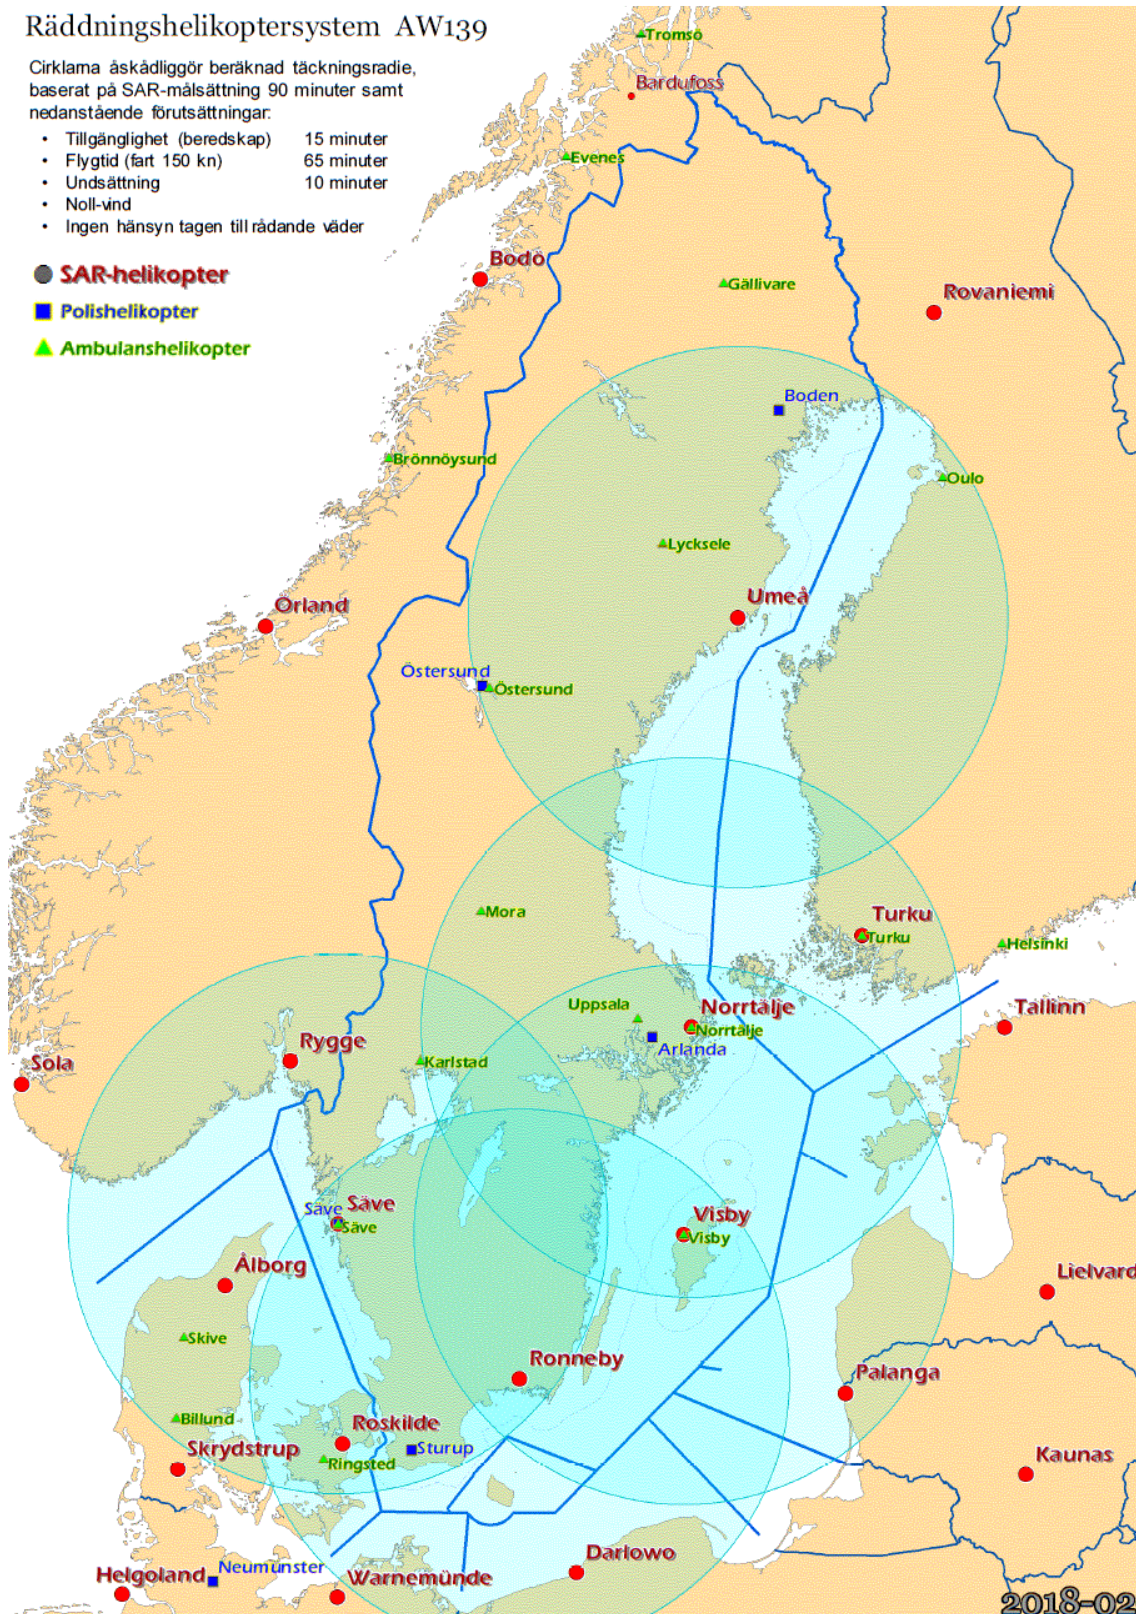 Räddningshelikoptersystem AW139
Cirklarna åskådliggör beräknad täckningsradie,
baserat på SAR-målsättning 90 minuter samt
nedanstående förutsättningar:
• Tillgänglighet (beredskap) 15 minuter
• Flygtid (fart 150 kn) 65 minuter
• Undsättning 10 minuter
• Noll-vind
• Ingen hänsyn tagen till rådande väder
SAR-helikopter
Polishelikopter
Ambulanshelikopter
Tromsö
Bardufoss
Evenes
Bodö
Gällivare
Rovaniemi
Boden
Brönnöysund
Oulo
Lycksele
Umeå
Örland
Östersund
Östersund
Mora
Turku
Turku
Helsinki
Uppsala
Norrtälje
Norrtälje
Arlanda
Tallinn
Rygge
Karlstad
Sola
Säve
Säve
Säve
Visby
Visby
Ålborg
Lielvard
Skive
Ronneby
Palanga
Billund
Roskilde
Sturup
Skrydstrup
Ringsted
Kaunas
Darlowo
Neumünster
Helgoland
Warnemünde
2018-02